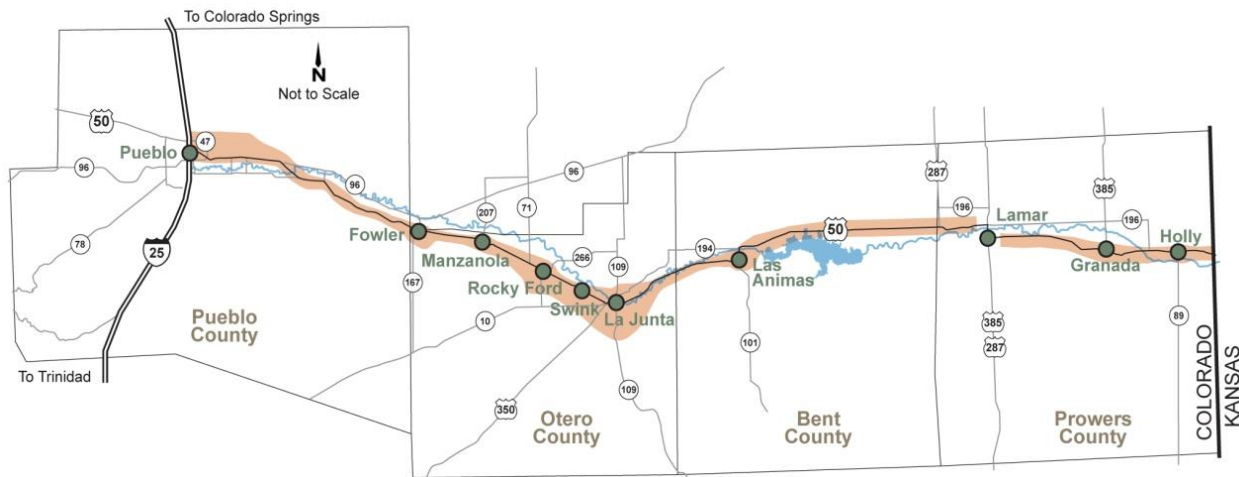 To Colorado Springs
N
Not to Scale
50
47
Pueblo
96
96
96
207
71
78
25
Fowler
Manzanola
266
109
194
Rocky Ford
Swink
La Junta
167
10
Pueblo
County
To Trinidad
350
109
Otero
County
Las
Animas
101
50
287
196
Lamar
385
196
Holly
Granada
385
287
89
Bent
County
Prowers
County
COLORADO
KANSAS